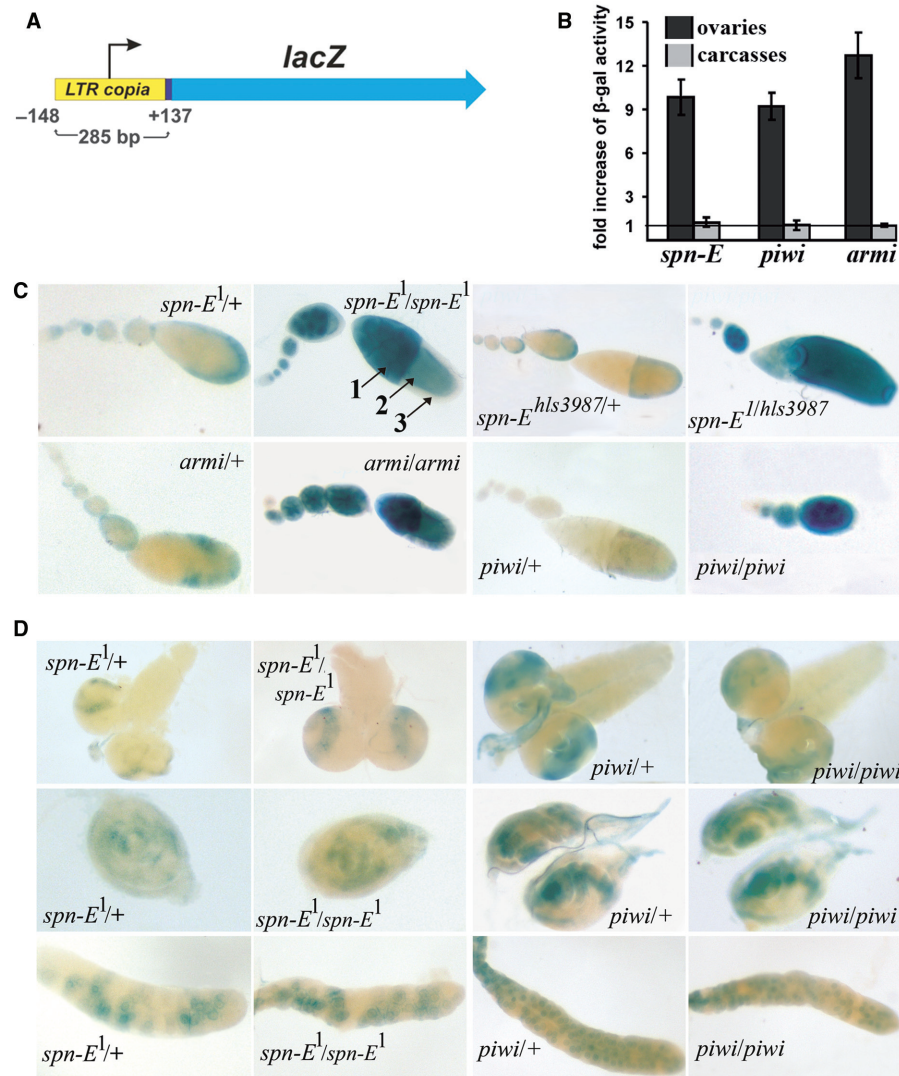 A
lacZ
LTR copia
–148
+137
285 bp
B
ovaries
carcasses
fold increase of β-gal activity
15
12
9
6
3
1
spn-E
piwi
armi
C
spn-E1/+
spn-E1/spn-E1
1
2
3
spn-Ehls3987/+
spn-E1/hls3987
armi/+
armi/armi
piwi/+
piwi/piwi
D
spn-E1/+
spn-E1/
spn-E1
piwi/+
piwi/piwi
spn-E1/+
spn-E1/spn-E1
piwi/+
piwi/piwi
spn-E1/+
spn-E1/spn-E1
piwi/+
piwi/piwi